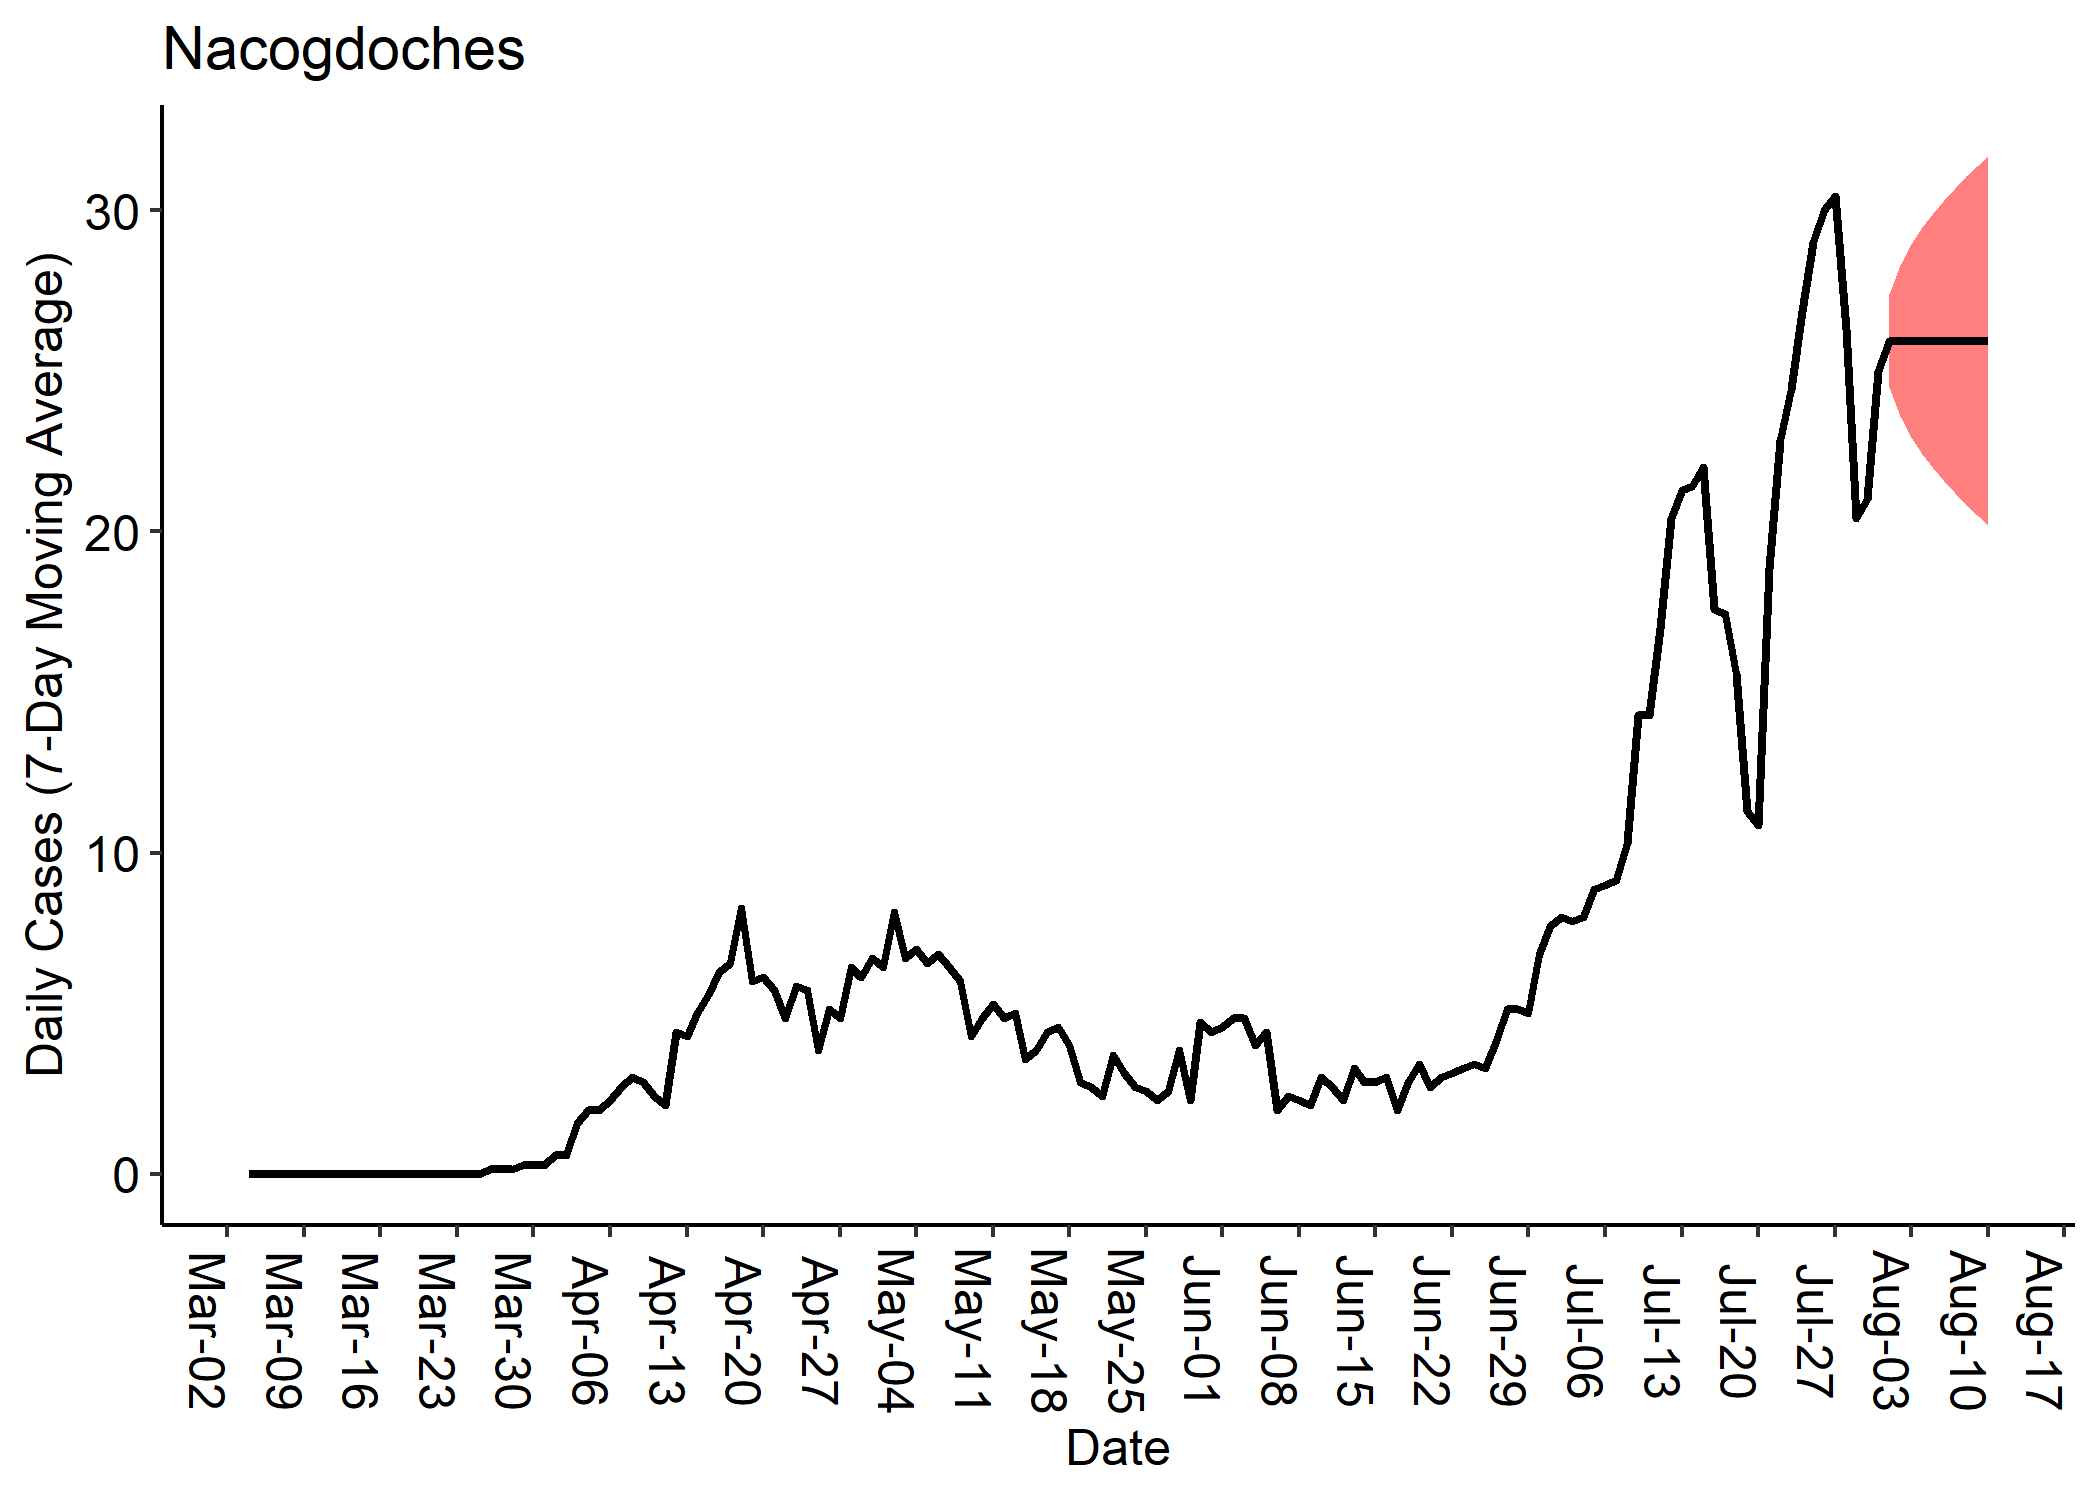 Nacogdoches
Daily Cases (7-Day Moving Average)
30
20
10
0
Mar-02
Mar-09
Mar-16
Mar-23
Mar-30
Apr-06
Apr-13
Apr-20
Apr-27
May-04
May-11
May-18
May-25
Jun-01
Jun-08
Jun-15
Jun-22
Jun-29
Jul-06
Jul-13
Jul-20
Jul-27
Aug-03
Aug-10
Aug-17
Date